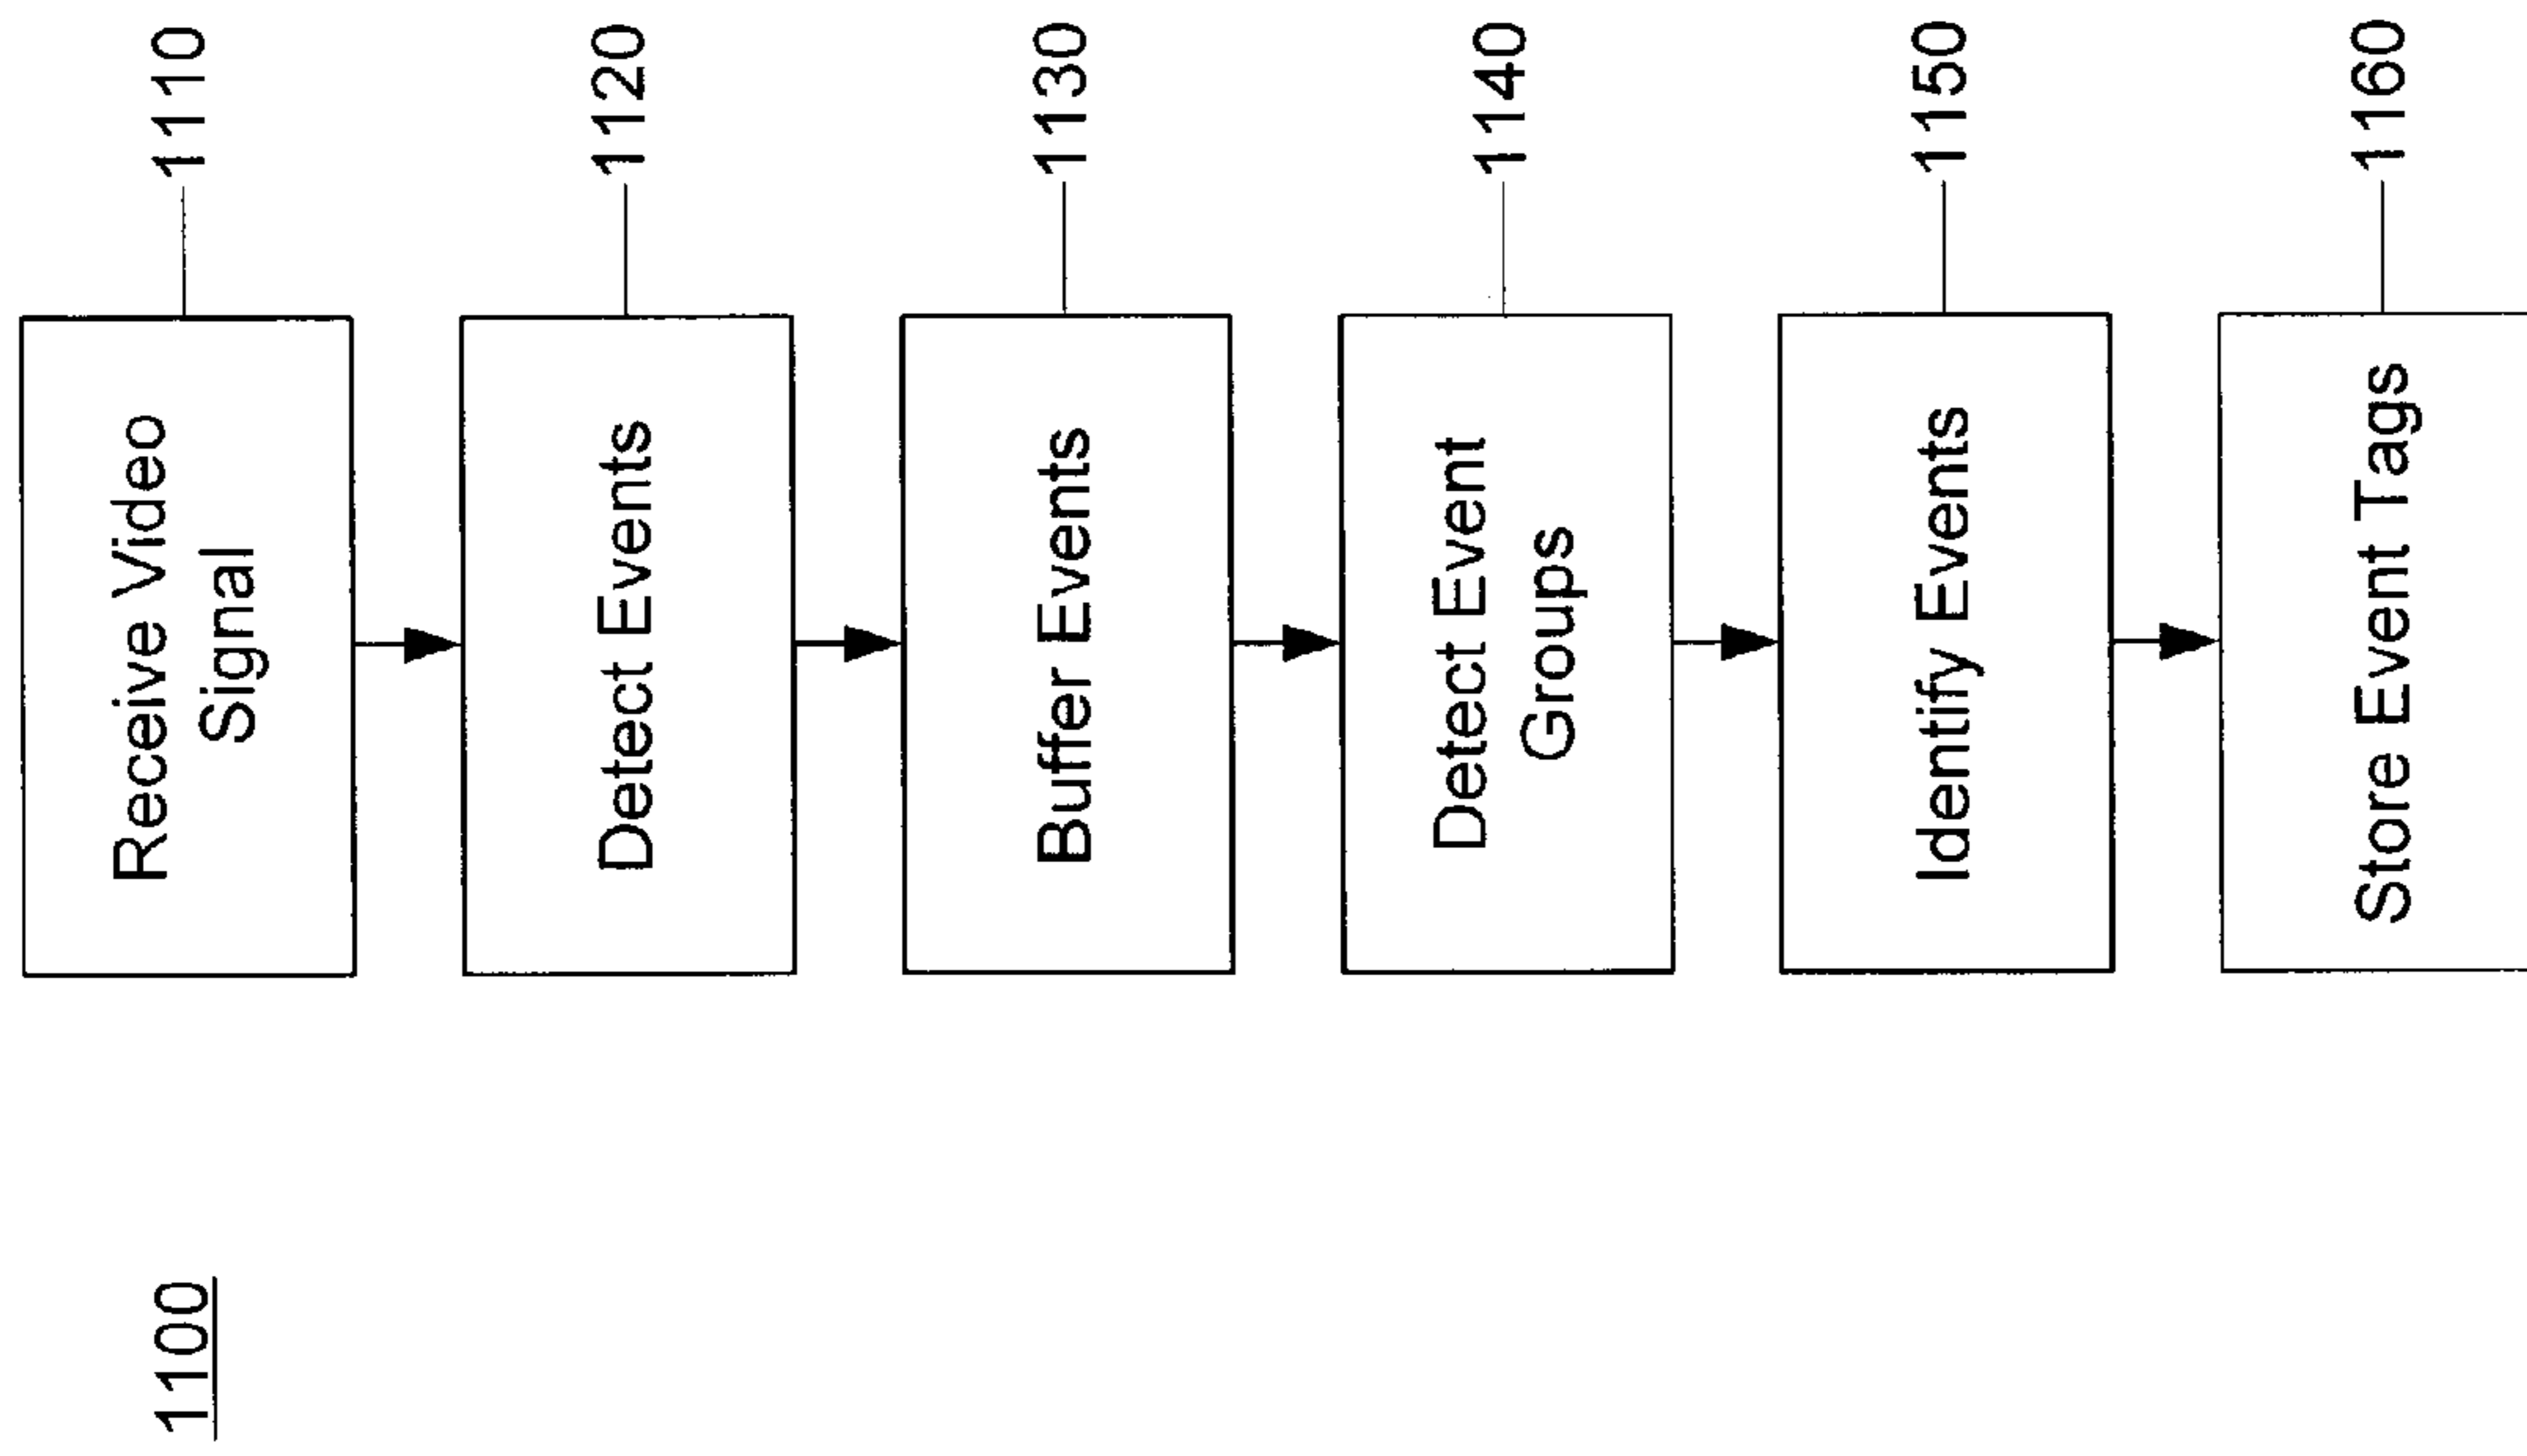 1100
Receive Video
Signal
1110
Detect Events
1120
Buffer Events
1130
Detect Event
Groups
1140
Identify Events
1150
Store Event Tags
1160